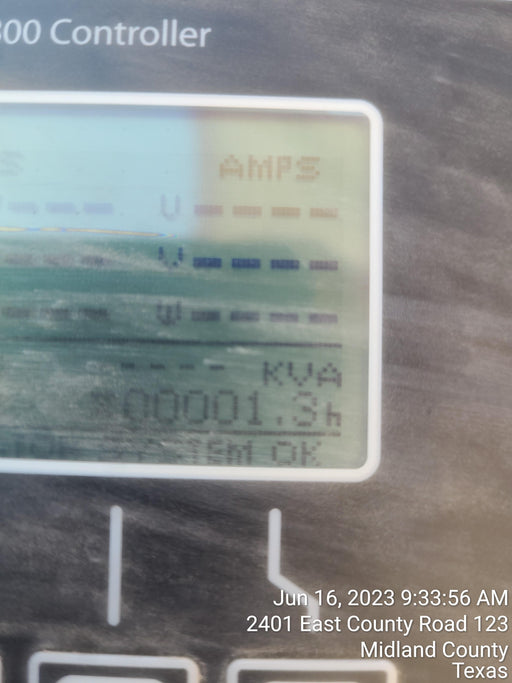 300 Controller
S AMPS
---- U ----
---- V ----
---- W ----
---- KVA
00001.3h
SYSTEM OK
Jun 16, 2023 9:33:56 AM
2401 East County Road 123
Midland County
Texas